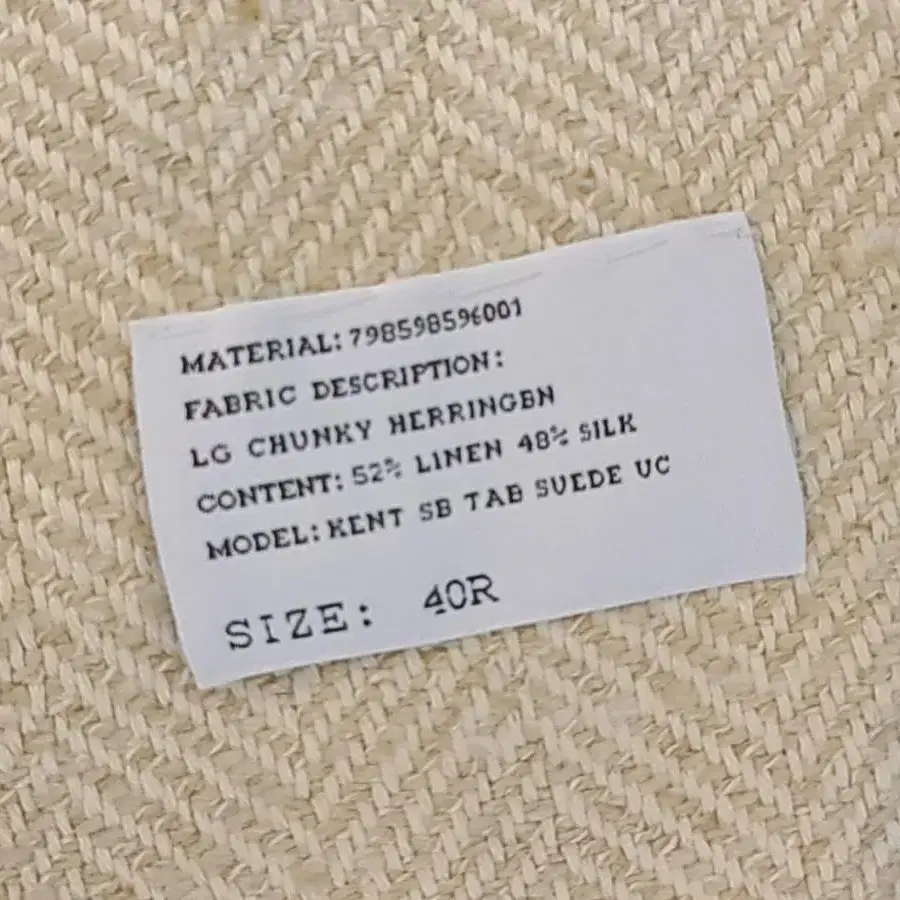 MATERIAL: 798598596001
FABRIC DESCRIPTION:
LG CHUNKY HERRINGBN
CONTENT: 52% LINEN 48% SILK
MODEL: KENT SB TAB SUEDE UC
SIZE: 40R